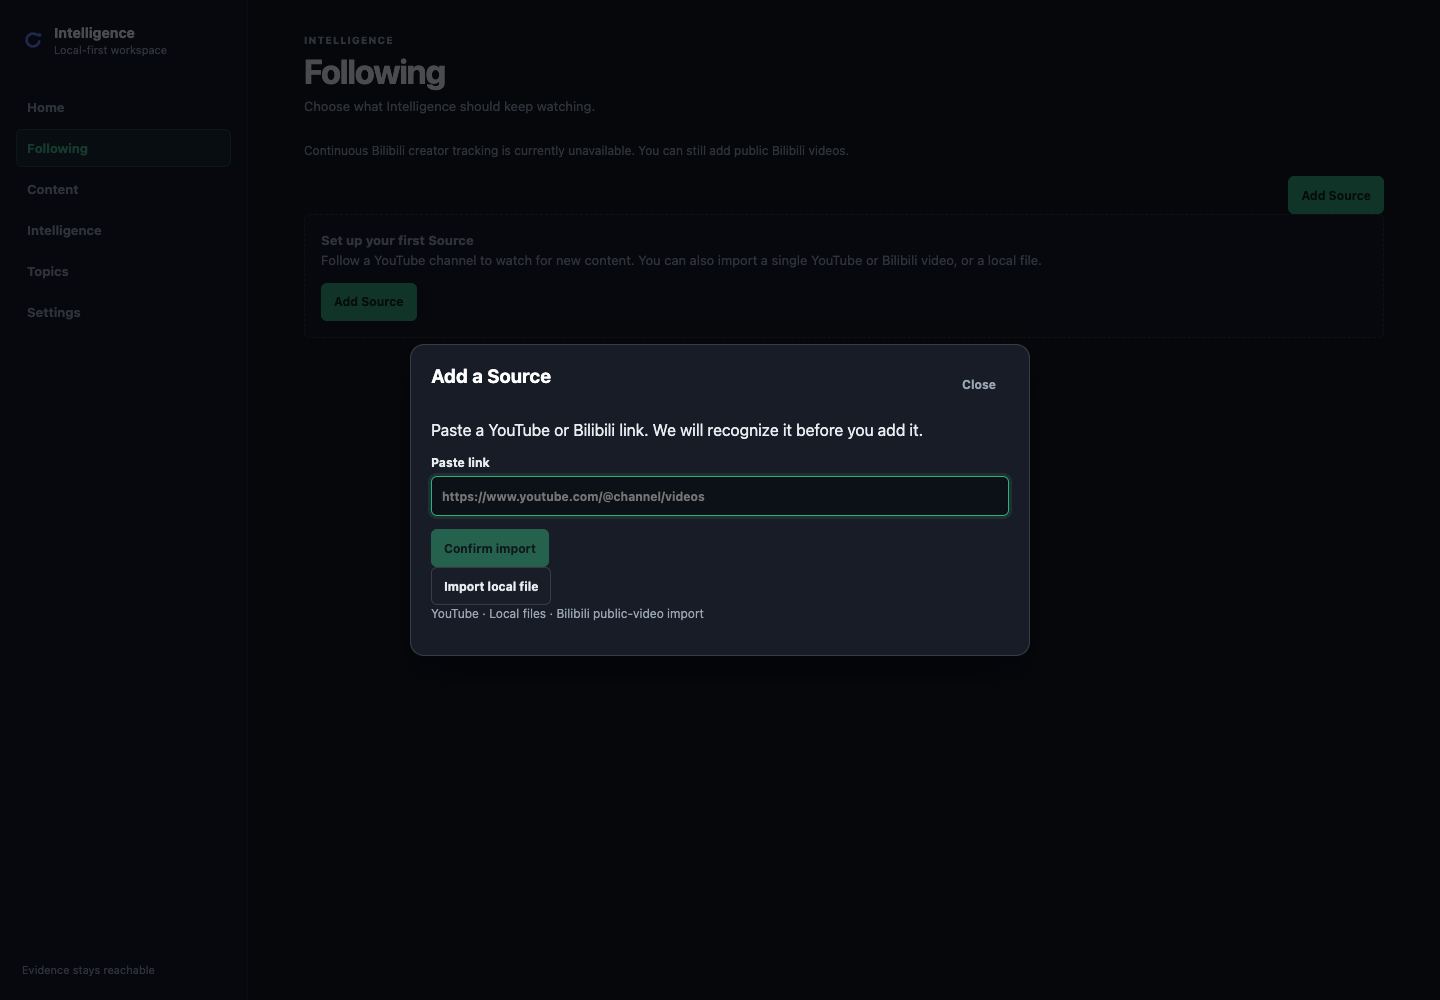 Intelligence
Local-first workspace
Home
Following
Content
Intelligence
Topics
Settings
Evidence stays reachable
INTELLIGENCE
Following
Choose what Intelligence should keep watching.
Continuous Bilibili creator tracking is currently unavailable. You can still add public Bilibili videos.
Add Source
Set up your first Source
Follow a YouTube channel to watch for new content. You can also import a single YouTube or Bilibili video, or a local file.
Add Source
Add a Source
Close
Paste a YouTube or Bilibili link. We will recognize it before you add it.
Paste link
https://www.youtube.com/@channel/videos
Confirm import
Import local file
YouTube · Local files · Bilibili public-video import